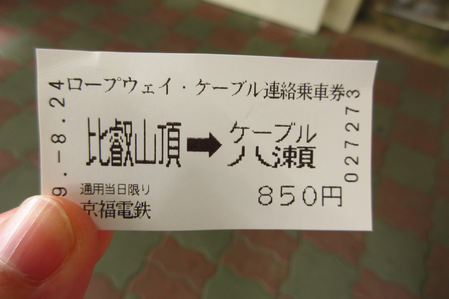 ロープウェイ・ケーブル連絡乗車券
比叡山頂➡ケーブル八瀬
通用当日限り
850円
京福電鉄
9.-8.24
027273